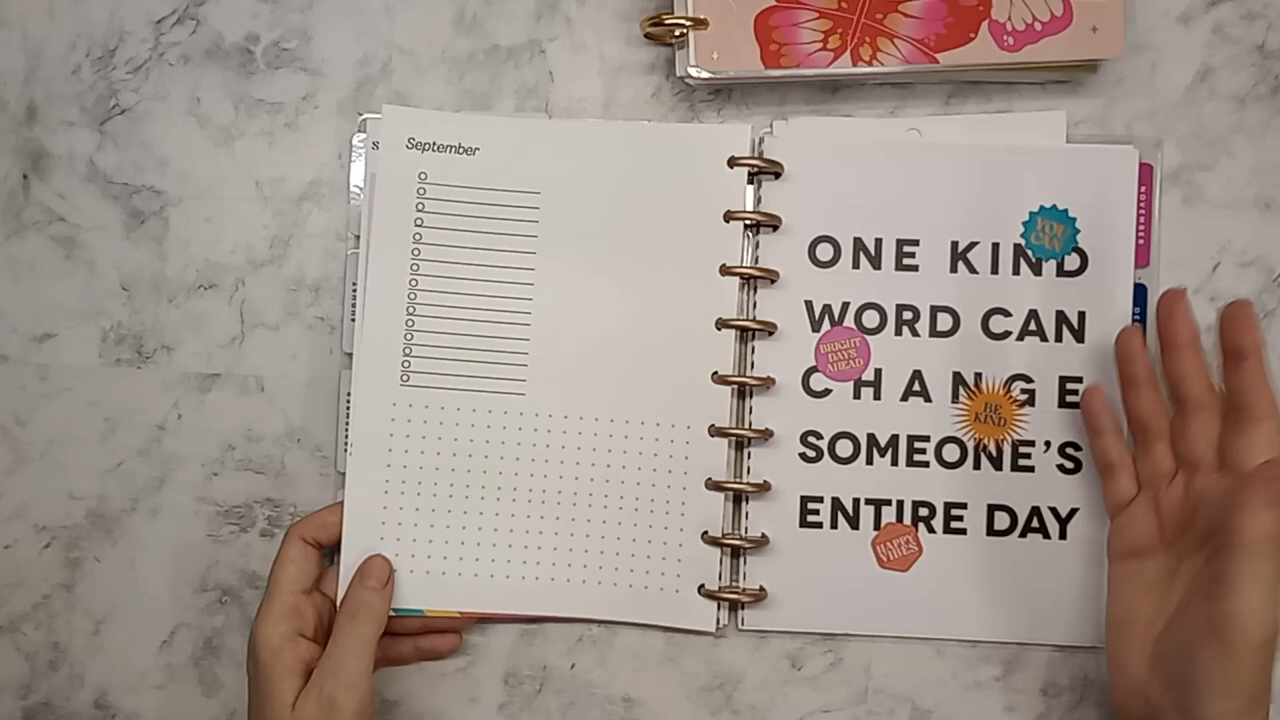 September
ONE KIND
WORD CAN
CHANGE
SOMEONE'S
ENTIRE DAY
YOU
CAN
BRIGHT
DAYS
AHEAD
BE
KIND
HAPPY
VIBES
NOVEMBER
AUGUST
SEPTEMBER